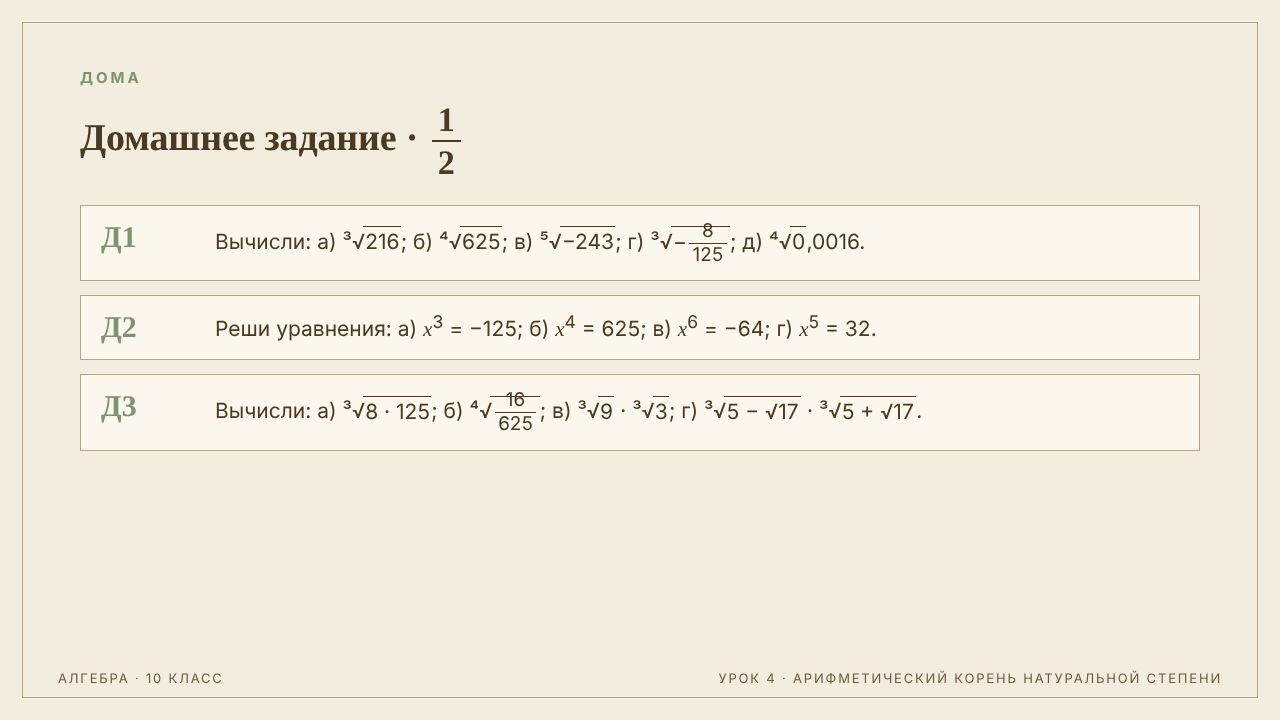 ДОМА
Домашнее задание · 1/2
Д1
Вычисли: а) ³√216; б) ⁴√625; в) ⁵√−243; г) ³√−8/125; д) ⁴√0,0016.
Д2
Реши уравнения: а) x³ = −125; б) x⁴ = 625; в) x⁶ = −64; г) x⁵ = 32.
Д3
Вычисли: а) ³√8 · 125; б) ⁴√16/625; в) ³√9 · ³√3; г) ³√5 − √17 · ³√5 + √17.
АЛГЕБРА · 10 КЛАСС
УРОК 4 · АРИФМЕТИЧЕСКИЙ КОРЕНЬ НАТУРАЛЬНОЙ СТЕПЕНИ